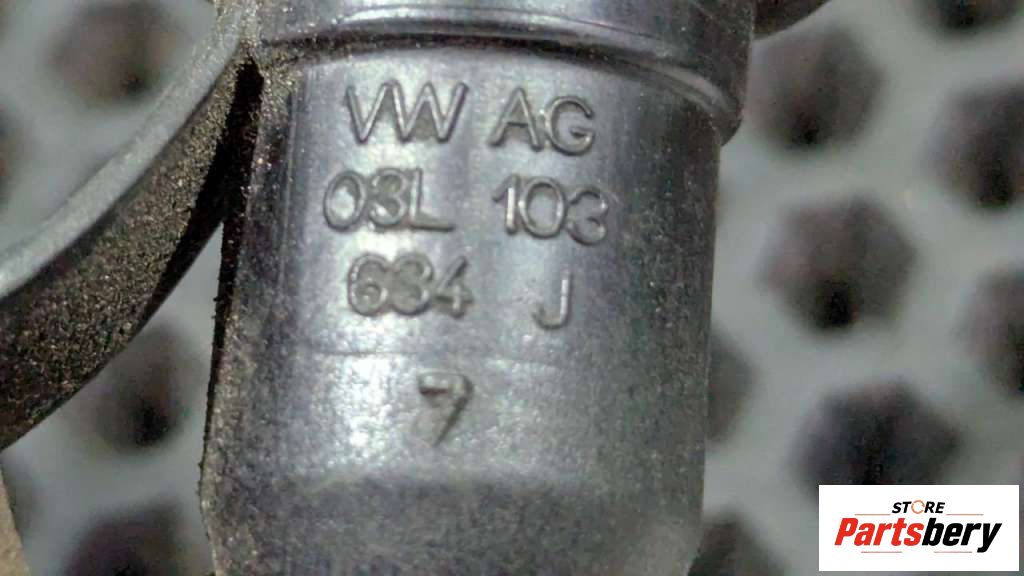 VW AG
03L 103
634 J
7
STORE
Partsbery